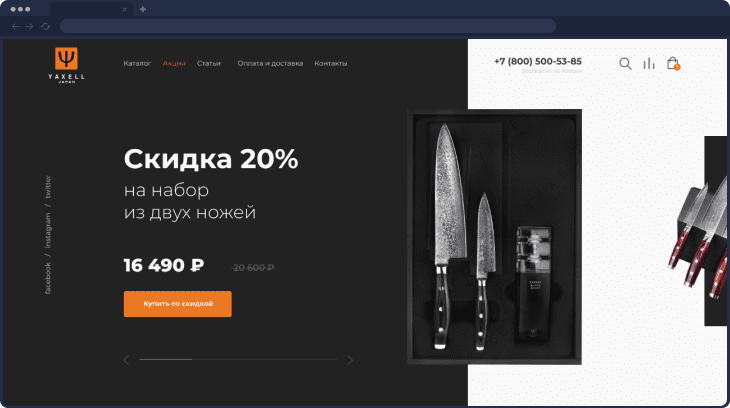 YAXELL
JAPAN
Каталог
Акции
Статьи
Оплата и доставка
Контакты
+7 (800) 500-53-85
Бесплатно по России
Скидка 20%
на набор
из двух ножей
16 490 ₽
20 600 ₽
Купить со скидкой
facebook / instagram / twitter